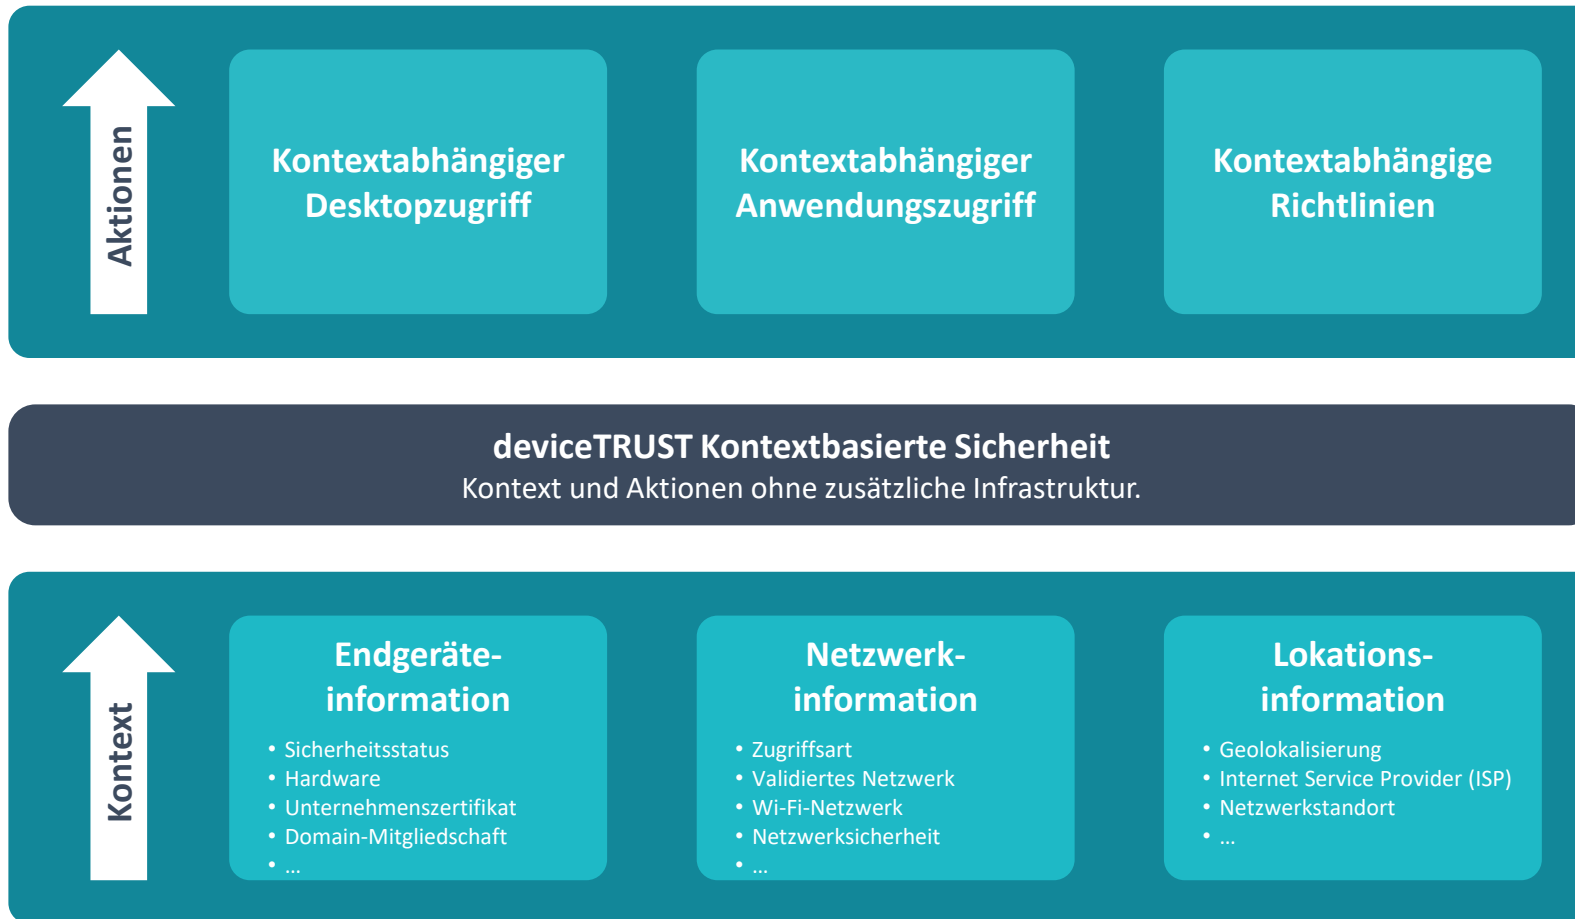 Aktionen
Kontextabhängiger
Desktopzugriff
Kontextabhängiger
Anwendungszugriff
Kontextabhängige
Richtlinien
deviceTRUST Kontextbasierte Sicherheit
Kontext und Aktionen ohne zusätzliche Infrastruktur.
Kontext
Endgeräte-
information
• Sicherheitsstatus
• Hardware
• Unternehmenszertifikat
• Domain-Mitgliedschaft
• ...
Netzwerk-
information
• Zugriffsart
• Validiertes Netzwerk
• Wi-Fi-Netzwerk
• Netzwerksicherheit
• ...
Lokations-
information
• Geolokalisierung
• Internet Service Provider (ISP)
• Netzwerkstandort
• ...